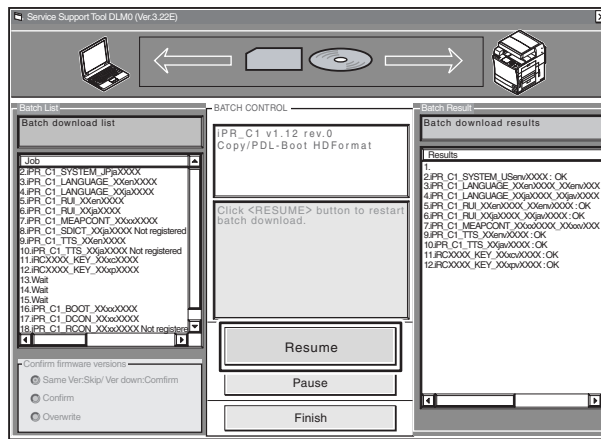 Service Support Tool DLM0 (Ver.3.22E)
Batch List
Batch download list
Job
2.iPR_C1_SYSTEM_JPjaXXXX
3.iPR_C1_LANGUAGE_XXenXXXX
4.iPR_C1_LANGUAGE_XXjaXXXX
5.iPR_C1_RUI_XXenXXXX
6.iPR_C1_RUI_XXjaXXXX
7.iPR_C1_MEAPCONT_XXxxXXXX
8.iPR_C1_SDICT_XXjaXXXX Not registered
9.iPR_C1_TTS_XXenXXXX
10.iPR_C1_TTS_XXjaXXXX Not registered
11.iRCXXXX_KEY_XXxcXXXX
12.iRCXXXX_KEY_XXxpXXXX
13.Wait
14.Wait
15.Wait
16.iPR_C1_BOOT_XXxxXXXX
17.iPR_C1_DCON_XXxxXXXX
18.iPR_C1_RCON_XXxxXXXX Not registere
Confirm firmware versions
Same Ver:Skip/ Ver down:Comfirm
Confirm
Overwrite
BATCH CONTROL
iPR_C1 v1.12 rev.0
Copy/PDL-Boot HDFormat
Click <RESUME> button to restart
batch download.
Resume
Pause
Finish
Batch Result
Batch download results
Results
1.
2.iPR_C1_SYSTEM_USenvXXXX : OK
3.iPR_C1_LANGUAGE_XXenXXXX_XXenvXXX
4.iPR_C1_LANGUAGE_XXjaXXXX_XXjavXXXX
5.iPR_C1_RUI_XXenXXXX_XXenvXXXX : OK
6.iPR_C1_RUI_XXjaXXXX_XXjavXXXX : OK
7.iPR_C1_MEAPCONT_XXxxXXXX_XXxxvXXX
9.iPR_C1_TTS_XXenvXXXX : OK
10.iPR_C1_TTS_XXjavXXXX : OK
11.iRCXXXX_KEY_XXxcvXXXX : OK
12.iRCXXXX_KEY_XXxpvXXXX : OK